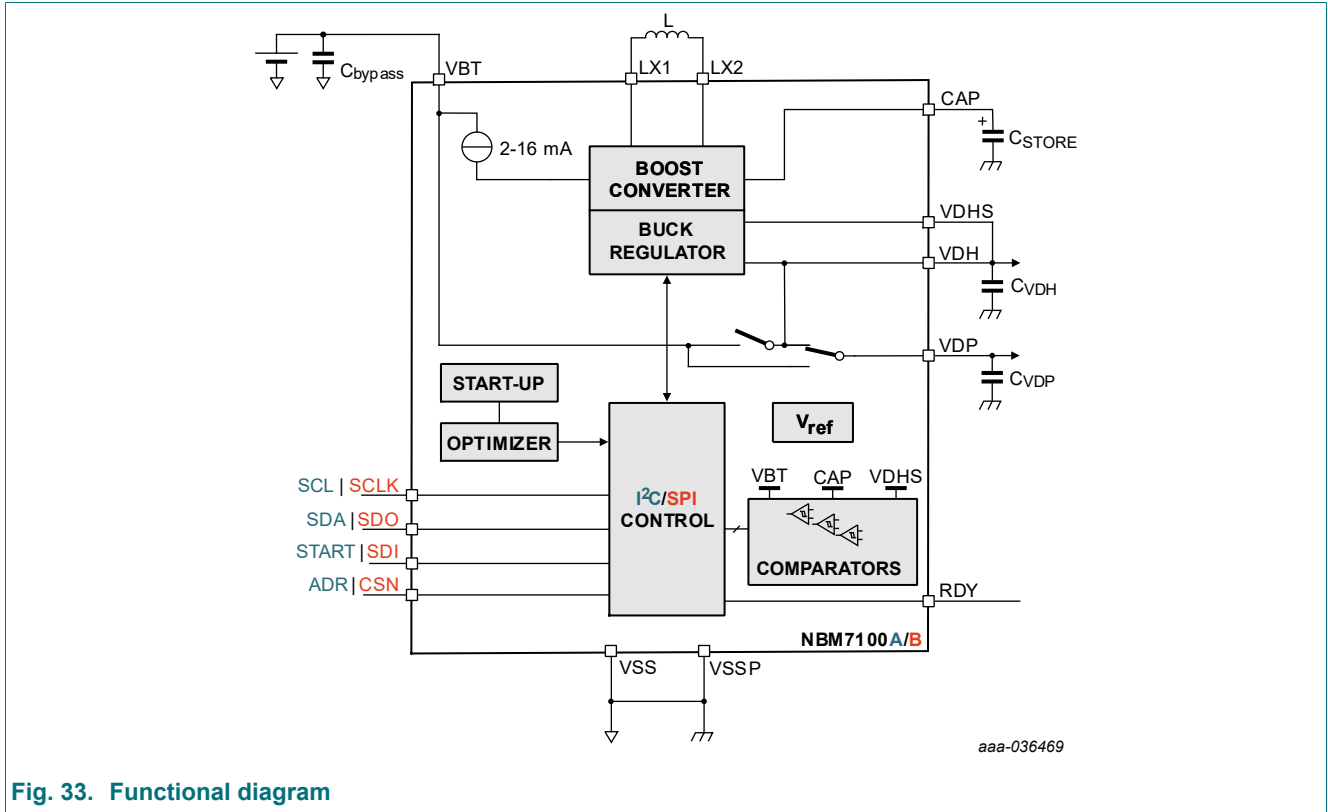 L
Cbypass
VBT
LX1
LX2
CAP
2-16 mA
+
CSTORE
BOOST
CONVERTER
VDHS
BUCK
REGULATOR
VDH
CVDH
VDP
START-UP
CVDP
Vref
OPTIMIZER
VBT
CAP
VDHS
SCL | SCLK
I²C/SPI
CONTROL
SDA | SDO
START | SDI
COMPARATORS
ADR | CSN
RDY
NBM7100A/B
VSS
VSSP
aaa-036469
Fig. 33. Functional diagram